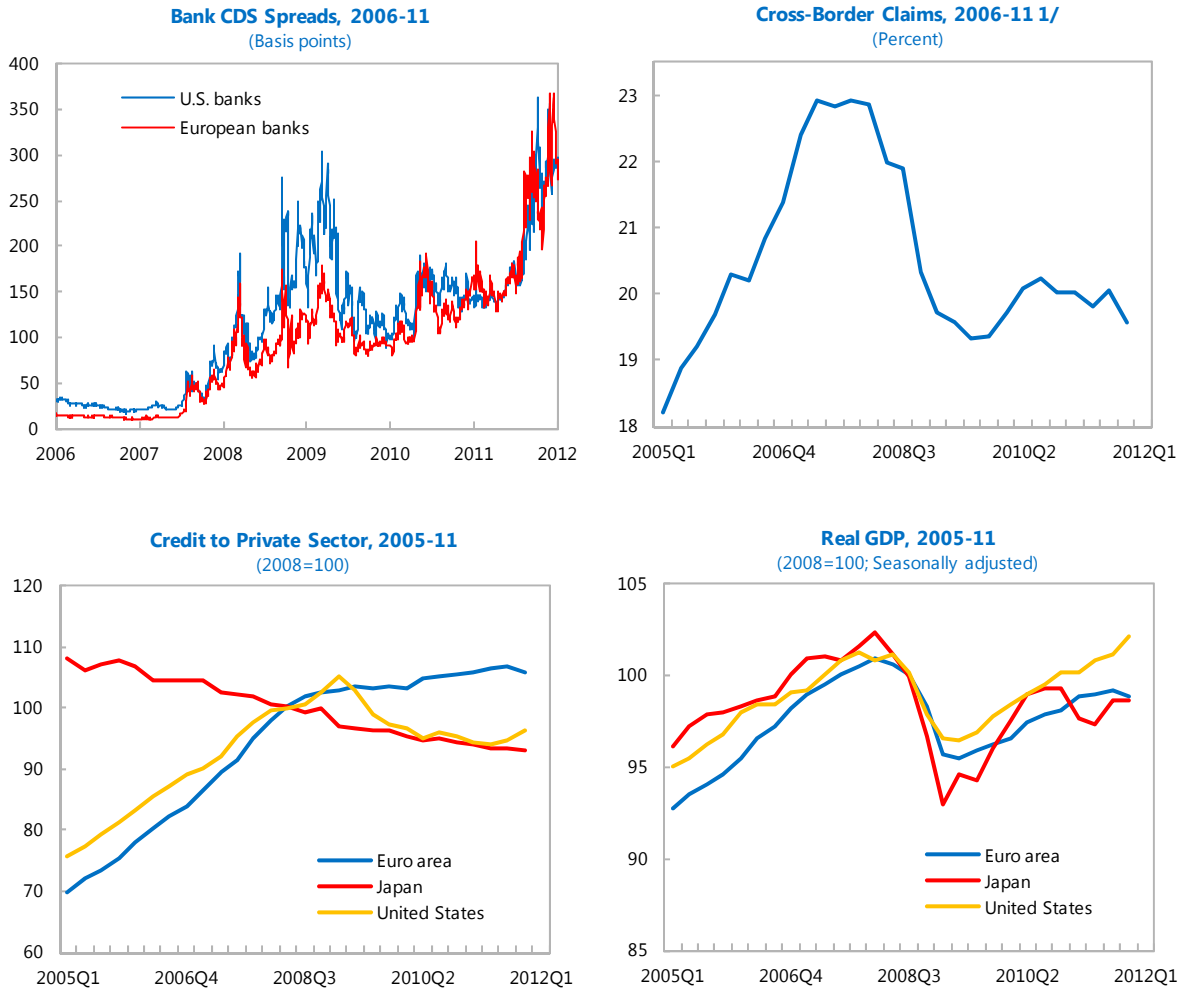 Bank CDS Spreads, 2006-11
(Basis points)
400
350
300
250
200
150
100
50
0
U.S. banks
European banks
2006 2007 2008 2009 2010 2011 2012
Cross-Border Claims, 2006-11 1/
(Percent)
23
22
21
20
19
18
2005Q1 2006Q4 2008Q3 2010Q2 2012Q1
Credit to Private Sector, 2005-11
(2008=100)
120
110
100
90
80
70
60
Euro area
Japan
United States
2005Q1 2006Q4 2008Q3 2010Q2 2012Q1
Real GDP, 2005-11
(2008=100; Seasonally adjusted)
105
100
95
90
85
Euro area
Japan
United States
2005Q1 2006Q4 2008Q3 2010Q2 2012Q1